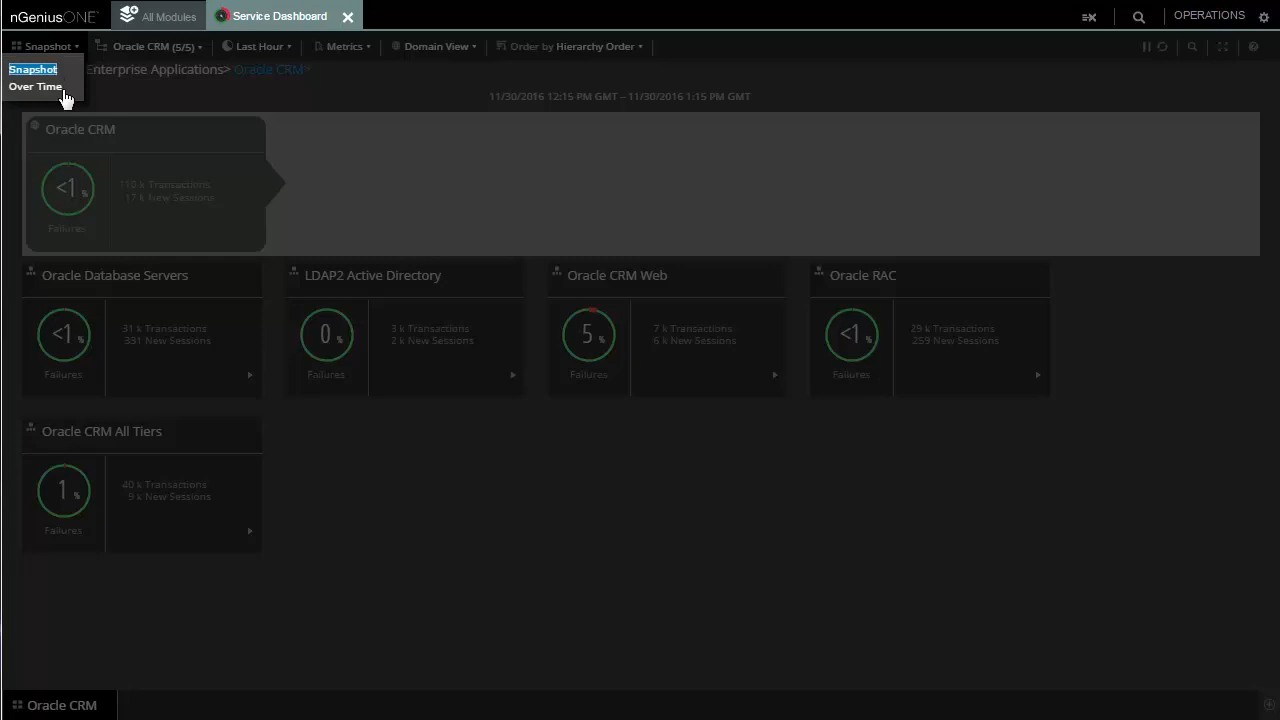 nGeniusONE All Modules Service Dashboard OPERATIONS
Snapshot Oracle CRM (5/5) Last Hour Metrics Domain View Order by Hierarchy Order
Snapshot
Over Time
Enterprise Applications> Oracle CRM>
11/30/2016 12:15 PM GMT – 11/30/2016 1:15 PM GMT
Oracle CRM
<1 %
Failures
110 k Transactions
17 k New Sessions
Oracle Database Servers
<1 %
Failures
31 k Transactions
331 New Sessions
LDAP2 Active Directory
0 %
Failures
3 k Transactions
2 k New Sessions
Oracle CRM Web
5 %
Failures
7 k Transactions
6 k New Sessions
Oracle RAC
<1 %
Failures
29 k Transactions
259 New Sessions
Oracle CRM All Tiers
1 %
Failures
40 k Transactions
9 k New Sessions
Oracle CRM